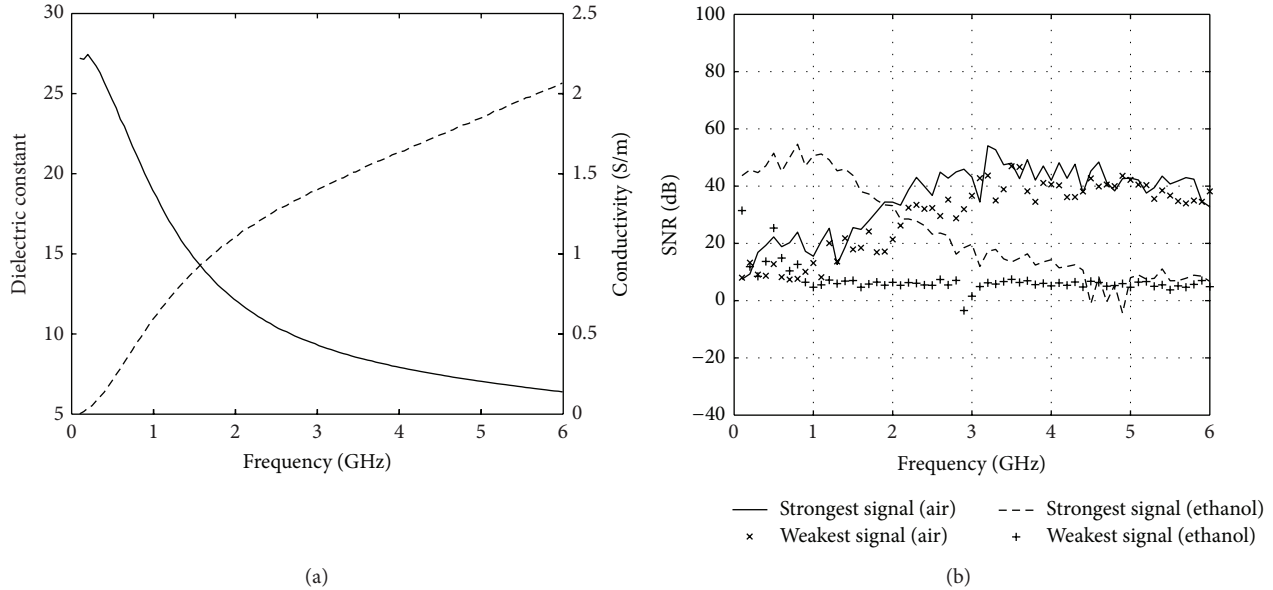 30
25
20
15
10
5
Dielectric constant
2.5
2
1.5
1
0.5
0
Conductivity (S/m)
0 1 2 3 4 5 6
Frequency (GHz)
(a)
100
80
60
40
20
0
−20
−40
SNR (dB)
0 1 2 3 4 5 6
Frequency (GHz)
Strongest signal (air)
Weakest signal (air)
Strongest signal (ethanol)
Weakest signal (ethanol)
(b)